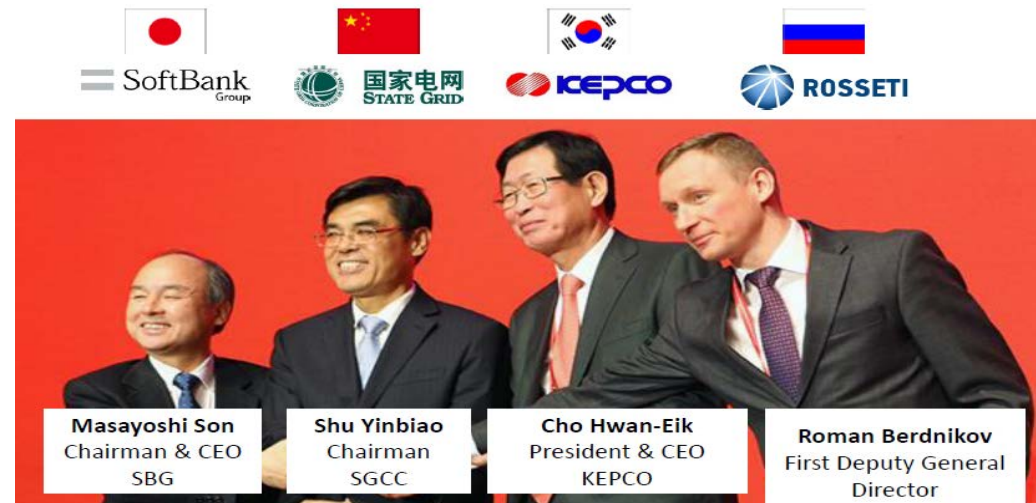 SoftBank
Group
国家电网
STATE GRID
KEPCO
ROSSETI
Masayoshi Son
Chairman & CEO
SBG
Shu Yinbiao
Chairman
SGCC
Cho Hwan-Eik
President & CEO
KEPCO
Roman Berdnikov
First Deputy General
Director